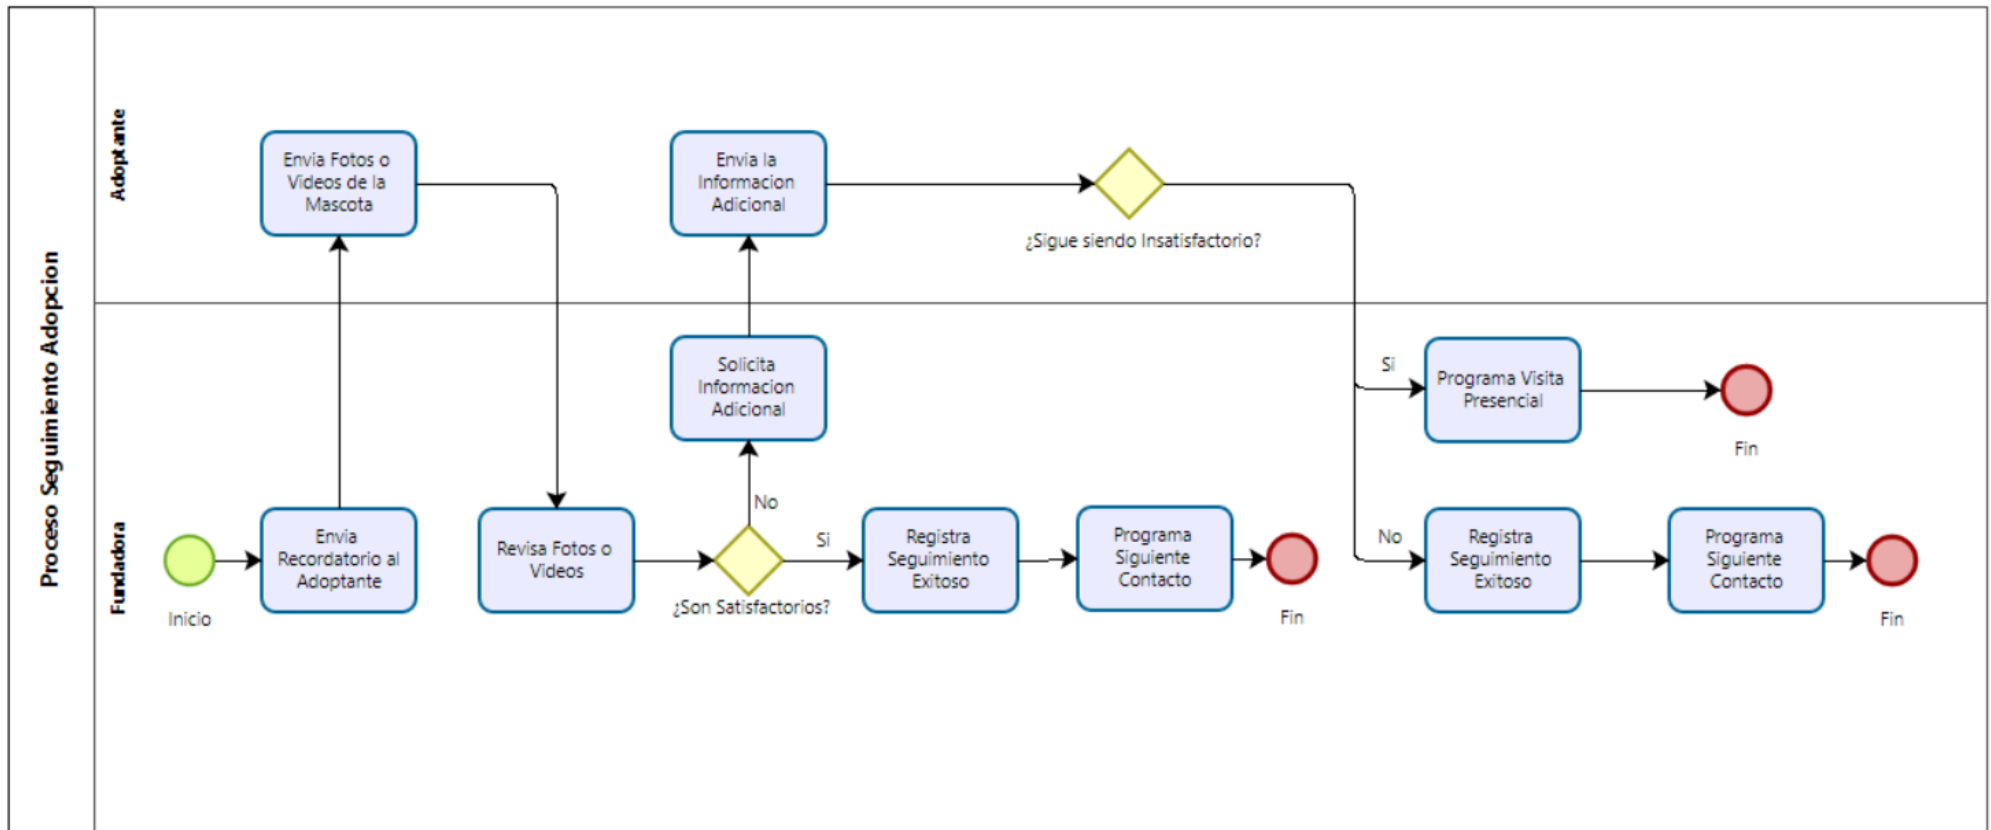 Proceso Seguimiento Adopcion
Adoptante
Envia Fotos o
Videos de la
Mascota
Envia la
Informacion
Adicional
¿Sigue siendo Insatisfactorio?
Fundadora
Solicita
Informacion
Adicional
Si
Programa Visita
Presencial
Fin
Inicio
Envia
Recordatorio al
Adoptante
Revisa Fotos o
Videos
No
¿Son Satisfactorios?
Si
Registra
Seguimiento
Exitoso
Programa
Siguiente
Contacto
Fin
No
Registra
Seguimiento
Exitoso
Programa
Siguiente
Contacto
Fin